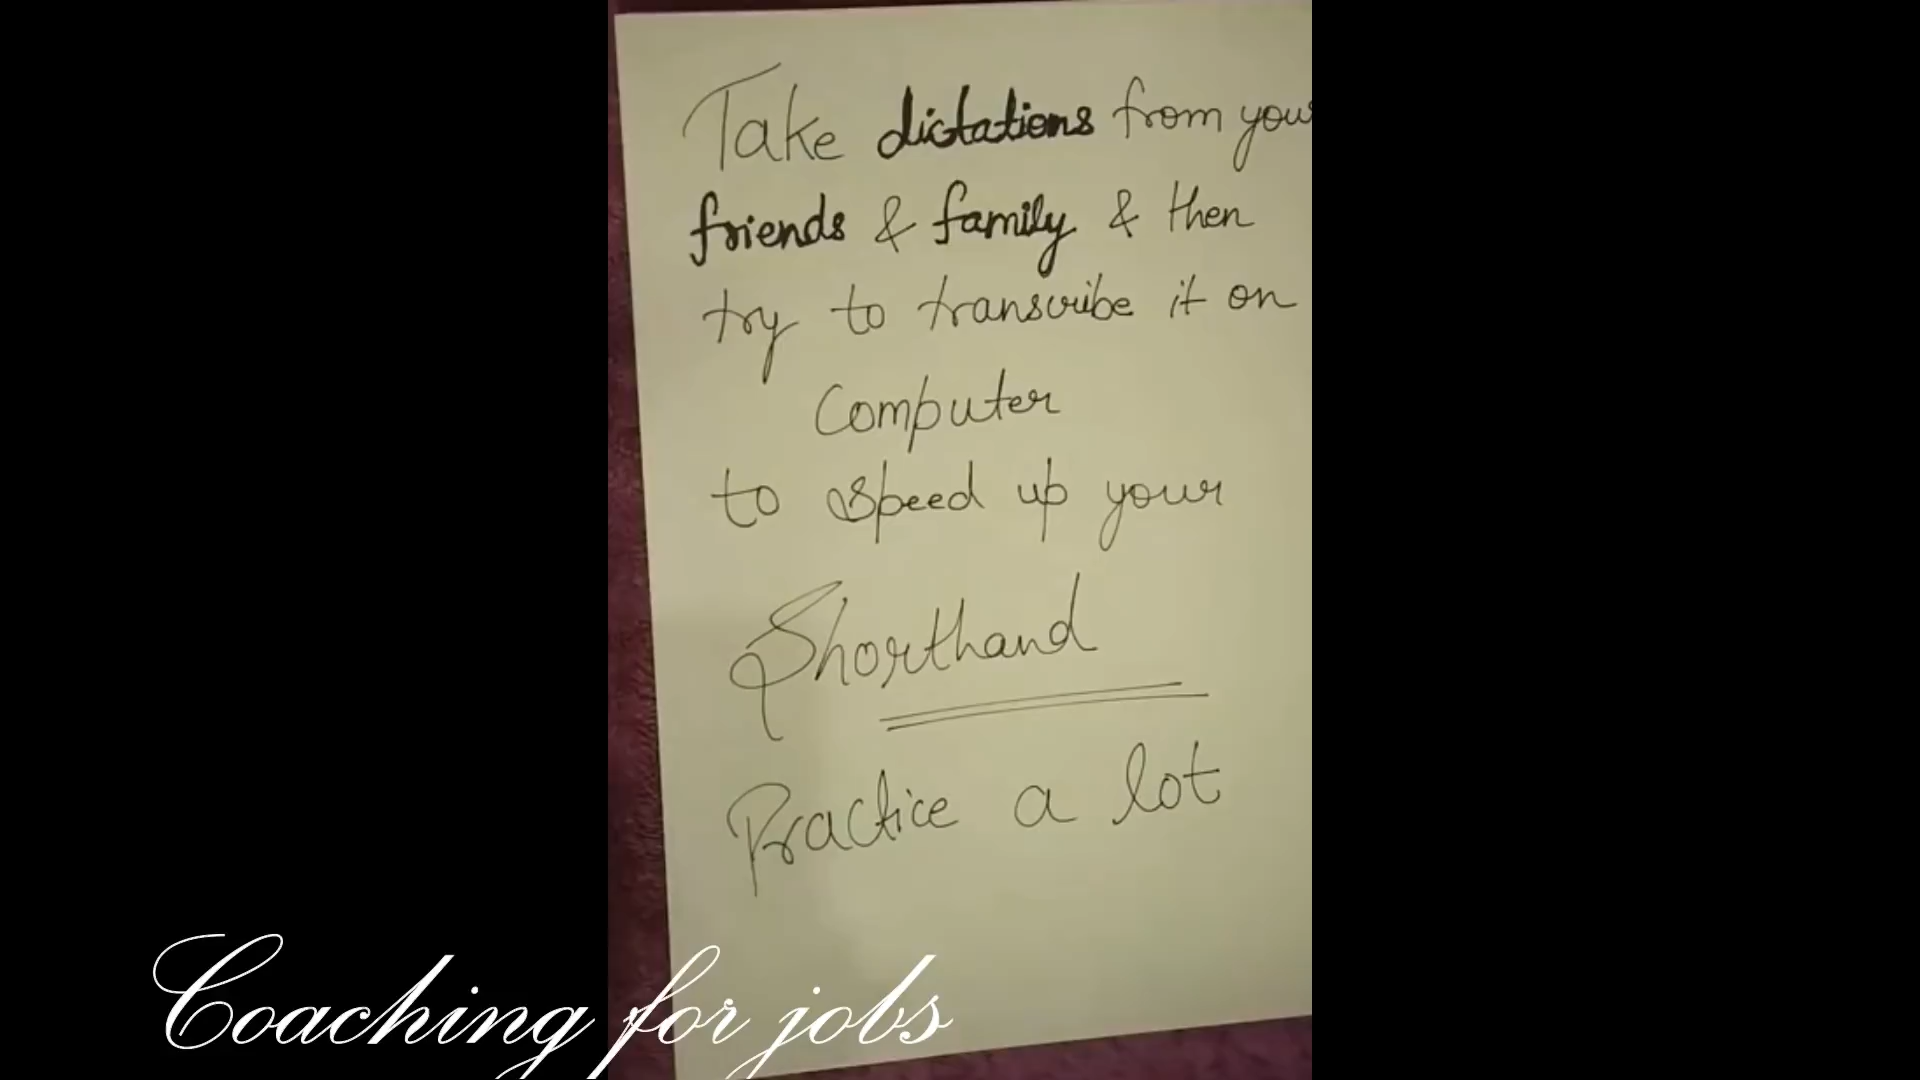 Take dictations from your
friends & family & then
try to transcribe it on
Computer
to speed up your
Shorthand
Practice a lot
Coaching for jobs